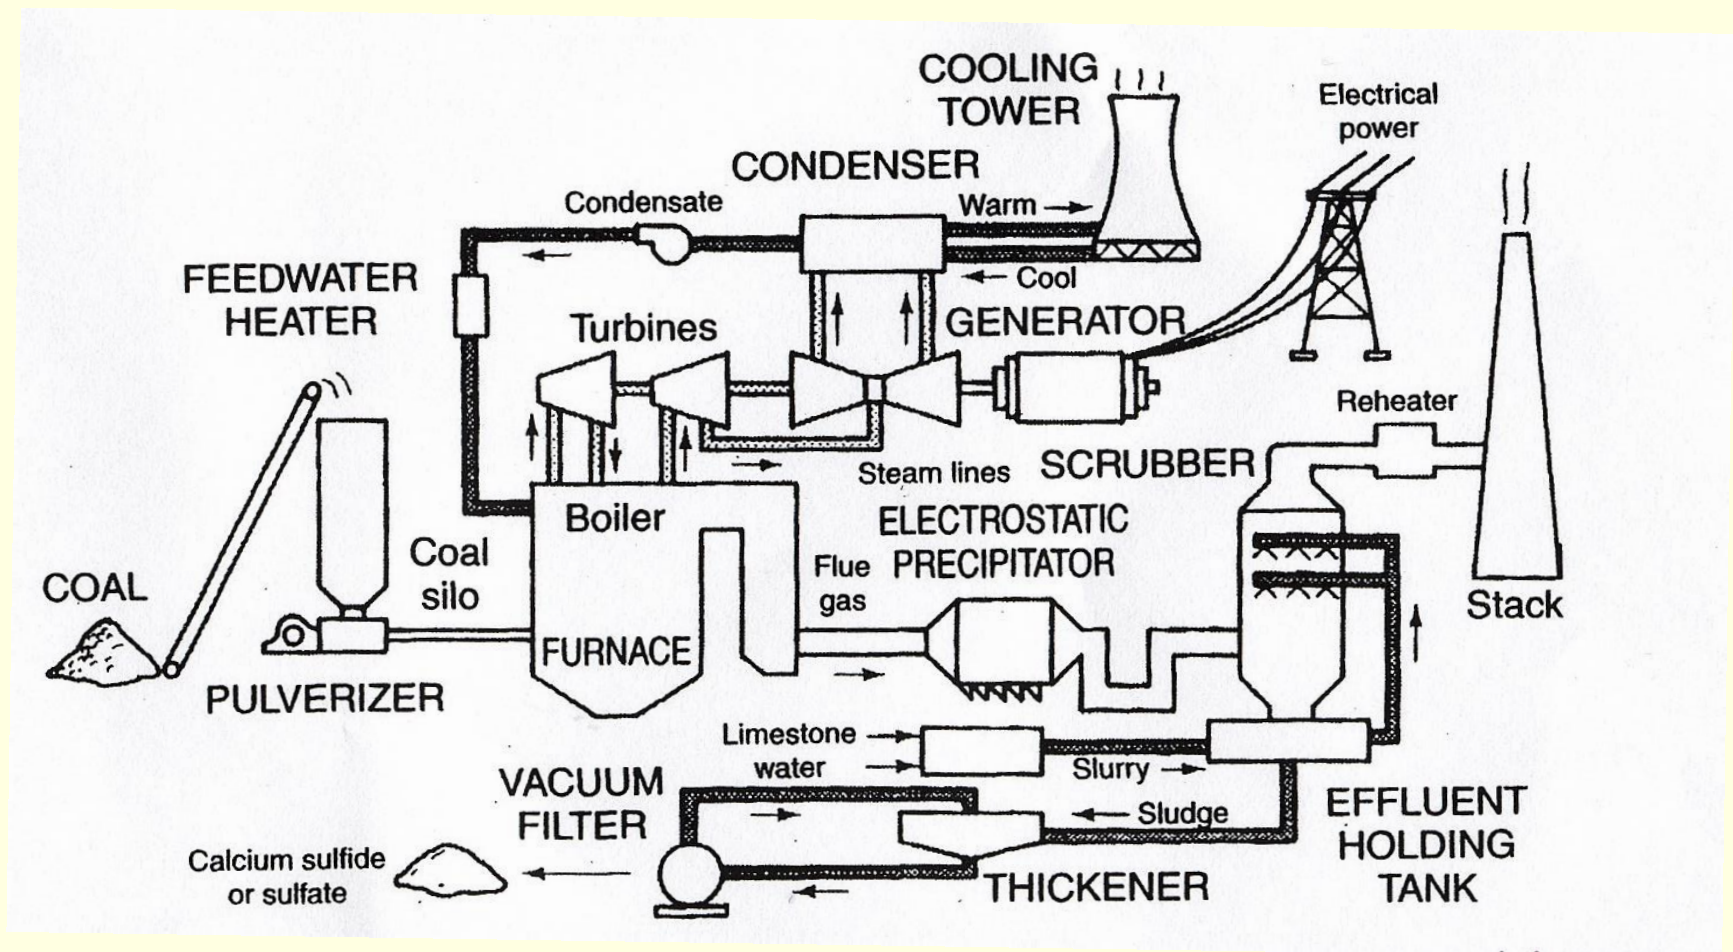 COOLING
TOWER
Electrical
power
CONDENSER
Condensate
Warm
Cool
FEEDWATER
HEATER
Turbines
GENERATOR
Reheater
Steam lines
SCRUBBER
Boiler
ELECTROSTATIC
PRECIPITATOR
Coal
silo
Flue
gas
COAL
Stack
FURNACE
PULVERIZER
Limestone
water
Slurry
VACUUM
FILTER
Sludge
EFFLUENT
HOLDING
TANK
Calcium sulfide
or sulfate
THICKENER